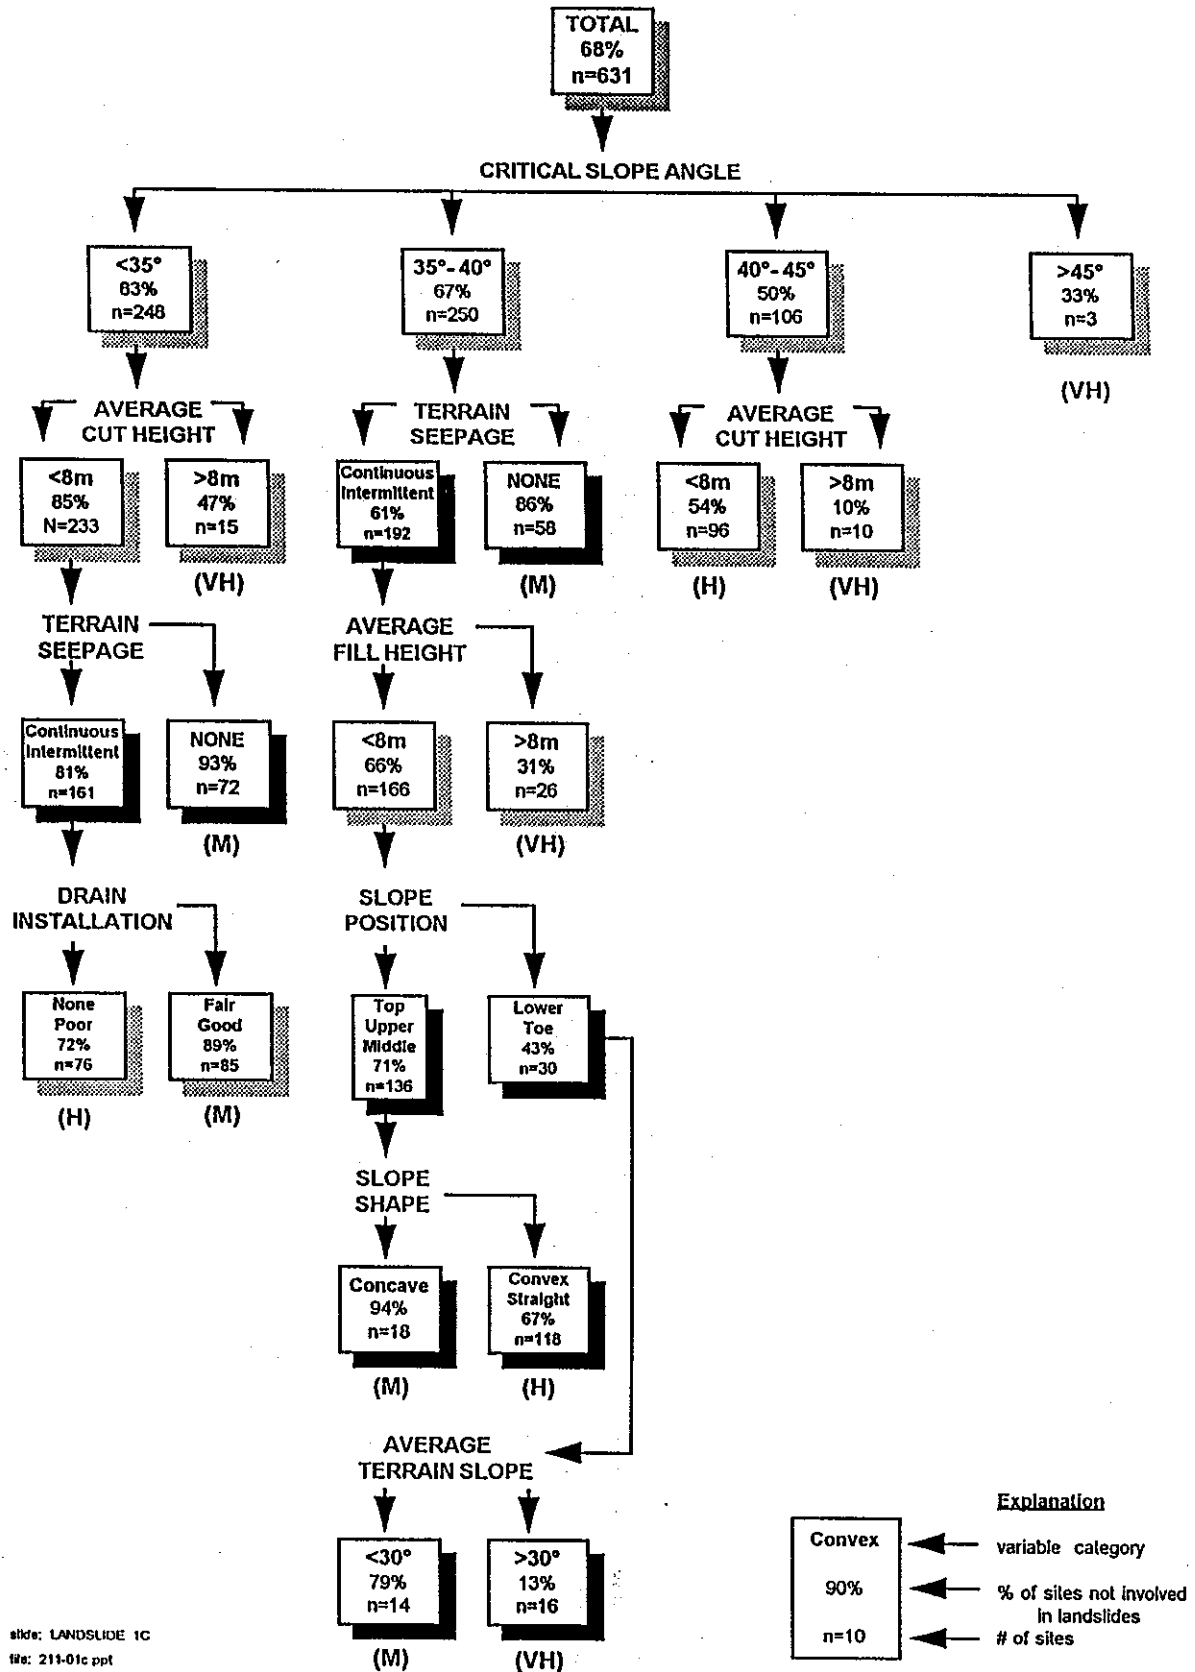 TOTAL
68%
n=631
CRITICAL SLOPE ANGLE
<35°
83%
n=248
35°- 40°
67%
n=250
40°- 45°
50%
n=106
>45°
33%
n=3
(VH)
AVERAGE
CUT HEIGHT
TERRAIN
SEEPAGE
AVERAGE
CUT HEIGHT
<8m
85%
N=233
>8m
47%
n=15
(VH)
Continuous
Intermittent
61%
n=192
NONE
86%
n=58
(M)
<8m
54%
n=96
(H)
>8m
10%
n=10
(VH)
TERRAIN
SEEPAGE
AVERAGE
FILL HEIGHT
Continuous
Intermittent
81%
n=161
NONE
93%
n=72
(M)
<8m
66%
n=166
>8m
31%
n=26
(VH)
DRAIN
INSTALLATION
SLOPE
POSITION
None
Poor
72%
n=76
(H)
Fair
Good
89%
n=85
(M)
Top
Upper
Middle
71%
n=136
Lower
Toe
43%
n=30
SLOPE
SHAPE
Concave
94%
n=18
(M)
Convex
Straight
67%
n=118
(H)
AVERAGE
TERRAIN SLOPE
<30°
79%
n=14
(M)
>30°
13%
n=16
(VH)
Explanation
Convex
variable category
90%
% of sites not involved
in landslides
n=10
# of sites
slide: LANDSLIDE 1C
file: 211-01c ppt